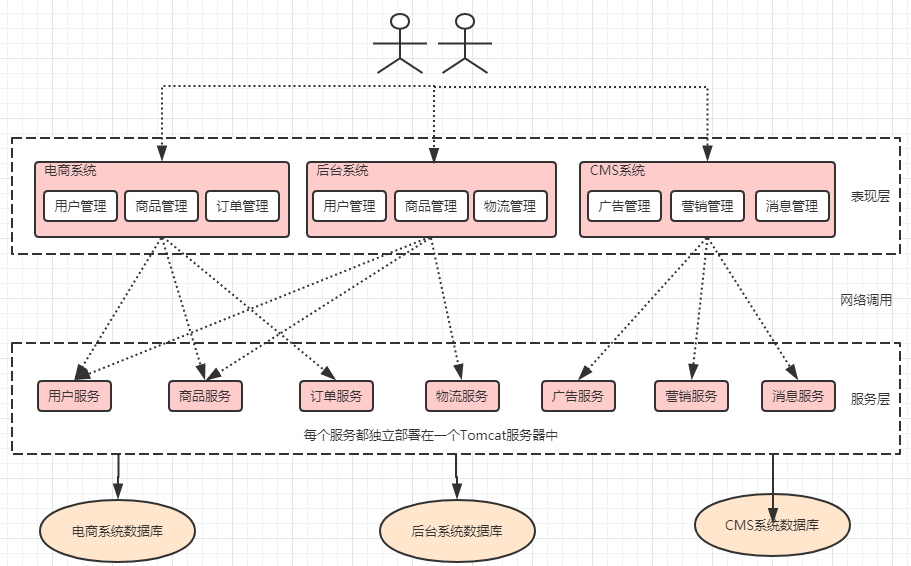 电商系统
用户管理
商品管理
订单管理
后台系统
用户管理
商品管理
物流管理
CMS系统
广告管理
营销管理
消息管理
表现层
网络调用
用户服务
商品服务
订单服务
物流服务
广告服务
营销服务
消息服务
服务层
每个服务都独立部署在一个Tomcat服务器中
电商系统数据库
后台系统数据库
CMS系统数据库